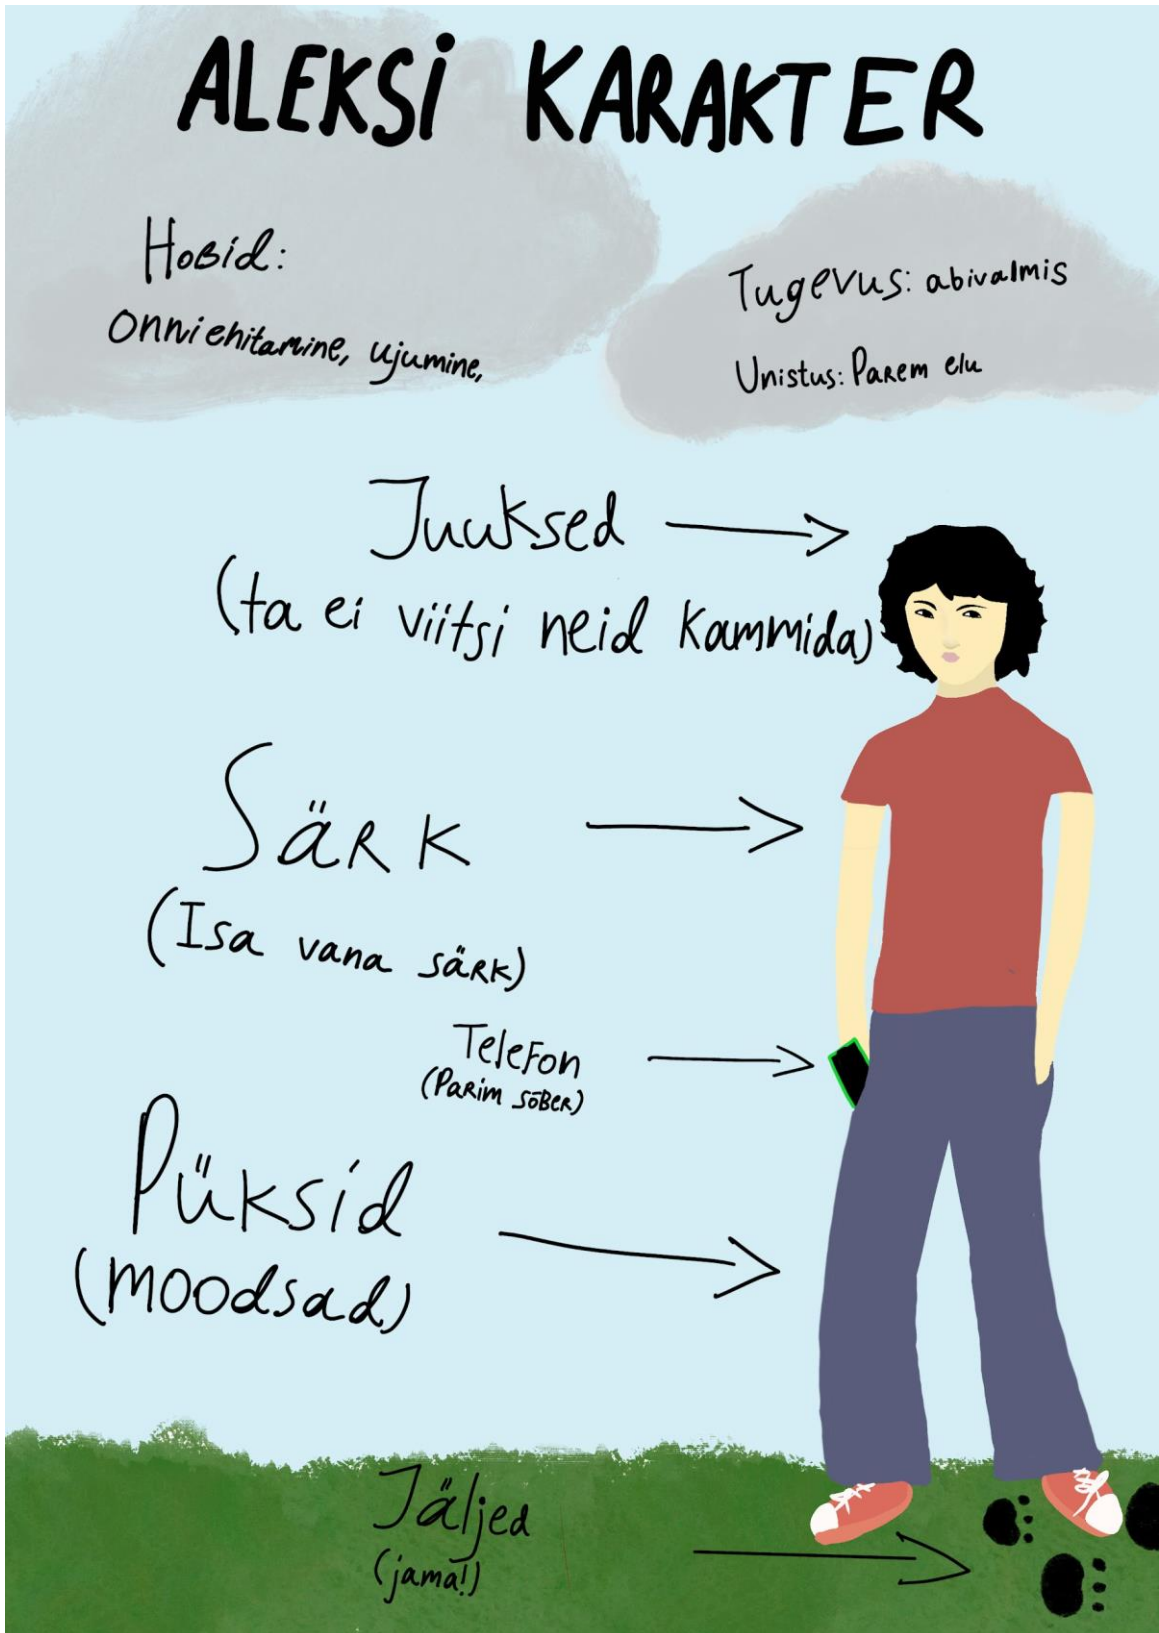 ALEKSI KARAKTER
Hobid:
Onniehitamine, ujumine,
Tugevus: abivalmis
Unistus: Parem elu
Juuksed
(ta ei viitsi neid kammida)
Särk
(Isa vana särk)
Telefon
(Parim sõber)
Püksid
(moodsad)
Jäljed
(jama!)